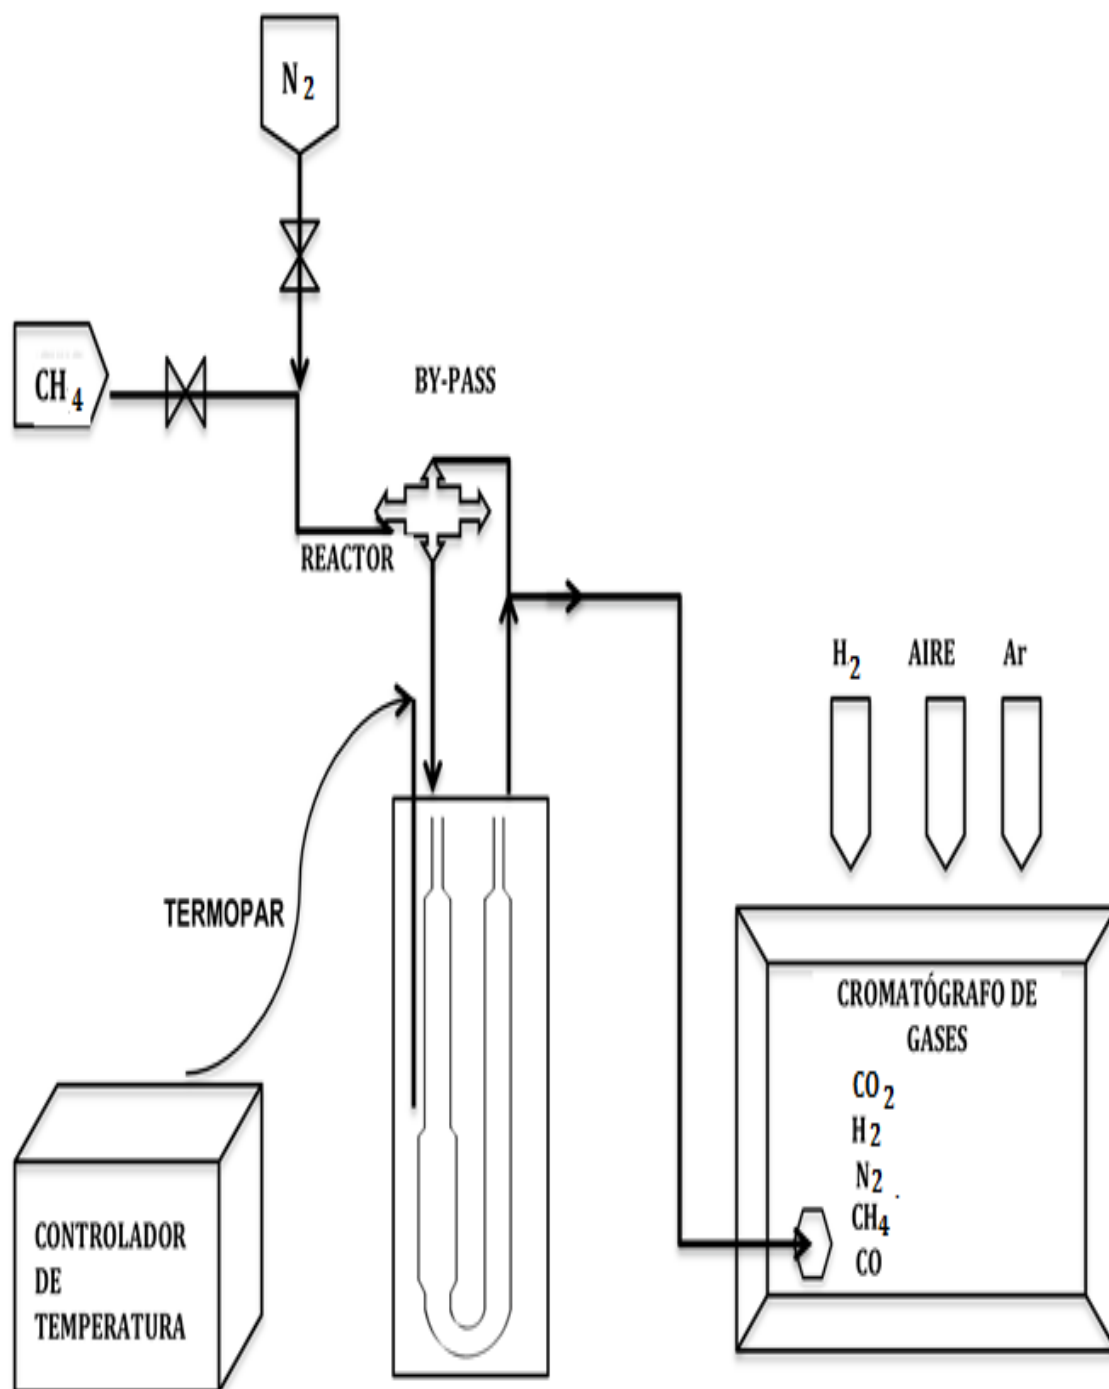 N2
CH4
BY-PASS
REACTOR
H2 AIRE Ar
TERMOPAR
CROMATÓGRAFO DE
GASES
CO2
H2
N2
CH4
CO
CONTROLADOR
DE
TEMPERATURA